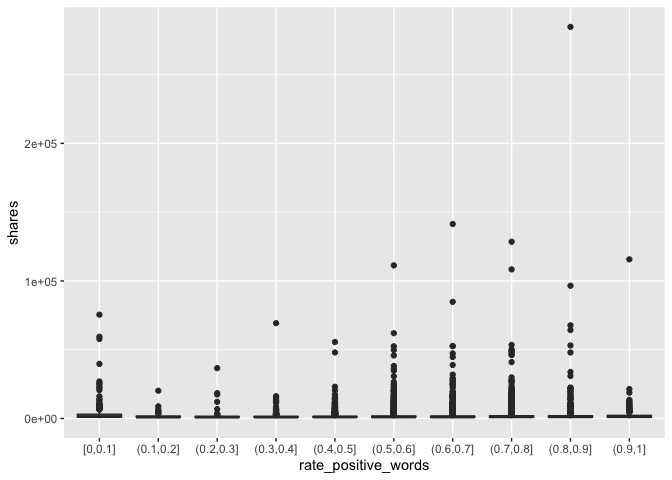 shares
2e+05
1e+05
0e+00
[0,0.1] (0.1,0.2] (0.2,0.3] (0.3,0.4] (0.4,0.5] (0.5,0.6] (0.6,0.7] (0.7,0.8] (0.8,0.9] (0.9,1]
rate_positive_words